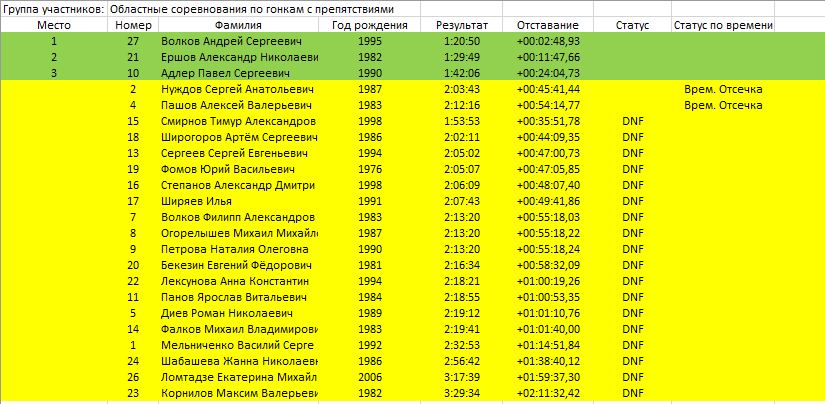 Группа участников: Областные соревнования по гонкам с препятствиями
Место Номер Фамилия Год рождения Результат Отставание Статус Статус по времени
1 27 Волков Андрей Сергеевич 1995 1:20:50 +00:02:48,93
2 21 Ершов Александр Николаеви 1982 1:29:49 +00:11:47,66
3 10 Адлер Павел Сергеевич 1990 1:42:06 +00:24:04,73
2 Нуждов Сергей Анатольевич 1987 2:03:43 +00:45:41,44 Врем. Отсечка
4 Пашов Алексей Валерьевич 1983 2:12:16 +00:54:14,77 Врем. Отсечка
15 Смирнов Тимур Александров 1998 1:53:53 +00:35:51,78 DNF
18 Широгоров Артём Сергеевич 1986 2:02:11 +00:44:09,35 DNF
13 Сергеев Сергей Евгеньевич 1994 2:05:02 +00:47:00,73 DNF
19 Фомов Юрий Васильевич 1976 2:05:07 +00:47:05,85 DNF
16 Степанов Александр Дмитри 1998 2:06:09 +00:48:07,40 DNF
17 Ширяев Илья 1991 2:07:43 +00:49:41,86 DNF
7 Волков Филипп Александров 1983 2:13:20 +00:55:18,03 DNF
8 Огорелышев Михаил Михайл 1987 2:13:20 +00:55:18,22 DNF
9 Петрова Наталия Олеговна 1990 2:13:20 +00:55:18,24 DNF
20 Бекезин Евгений Фёдорович 1981 2:16:34 +00:58:32,09 DNF
22 Лексунова Анна Константин 1994 2:18:21 +01:00:19,26 DNF
11 Панов Ярослав Витальевич 1984 2:18:55 +01:00:53,35 DNF
5 Диев Роман Николаевич 1989 2:19:12 +01:01:10,76 DNF
14 Фалков Михаил Владимирови 1983 2:19:41 +01:01:40,00 DNF
1 Мельниченко Василий Серге 1992 2:32:53 +01:14:51,84 DNF
24 Шабашева Жанна Николаевн 1986 2:56:42 +01:38:40,12 DNF
26 Ломтадзе Екатерина Михайл 2006 3:17:39 +01:59:37,30 DNF
23 Корнилов Максим Валерьеви 1982 3:29:34 +02:11:32,42 DNF